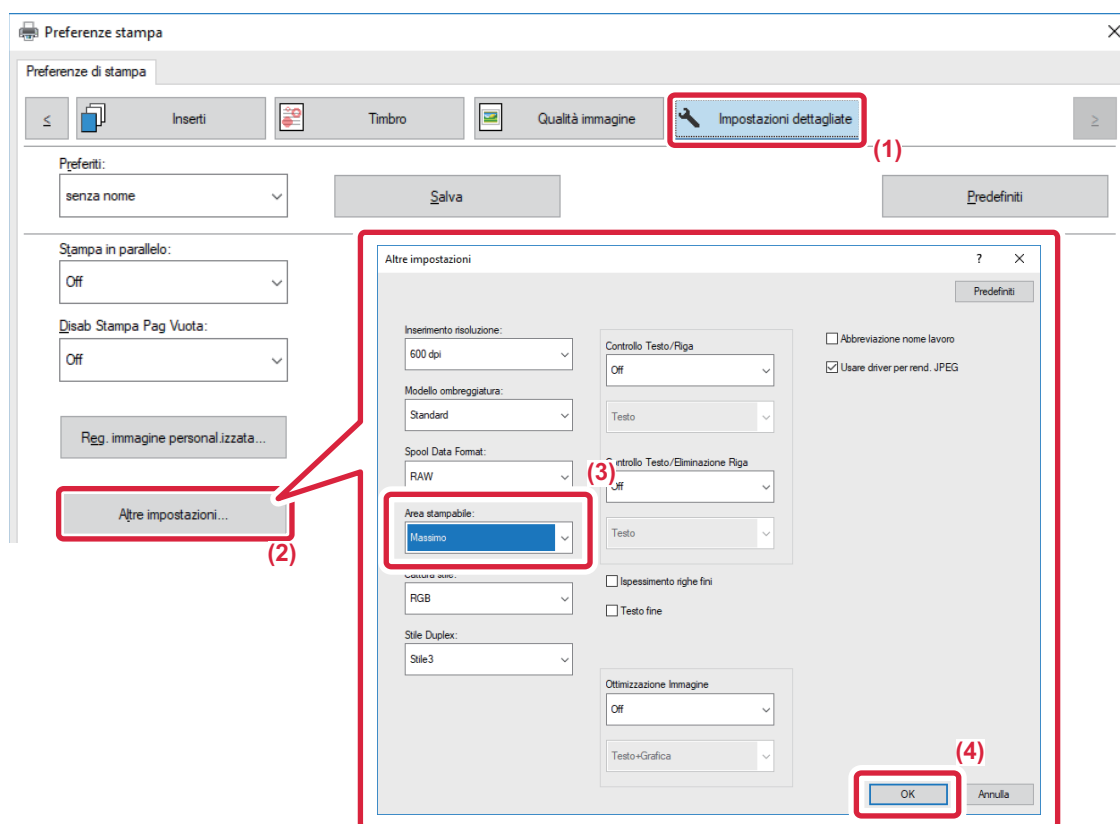 Preferenze stampa
Preferenze di stampa
< Inserti Timbro Qualità immagine Impostazioni dettagliate >
(1)
Preferiti:
senza nome Salva Predefiniti
Stampa in parallelo:
Off
Disab Stampa Pag Vuota:
Off
Reg. immagine personal.izzata...
Altre impostazioni...
(2)
Altre impostazioni ?
Predefiniti
Inserimento risoluzione:
600 dpi
Modello ombreggiatura:
Standard
Spool Data Format:
RAW
(3)
Area stampabile:
Massimo
Cattura stile:
RGB
Stile Duplex:
Stile3
Controllo Testo/Riga
Off
Testo
Controllo Testo/Eliminazione Riga
Off
Testo
Ispessimento righe fini
Testo fine
Ottimizzazione Immagine
Off
Testo+Grafica
Abbreviazione nome lavoro
Usare driver per rend. JPEG
(4)
OK Annulla